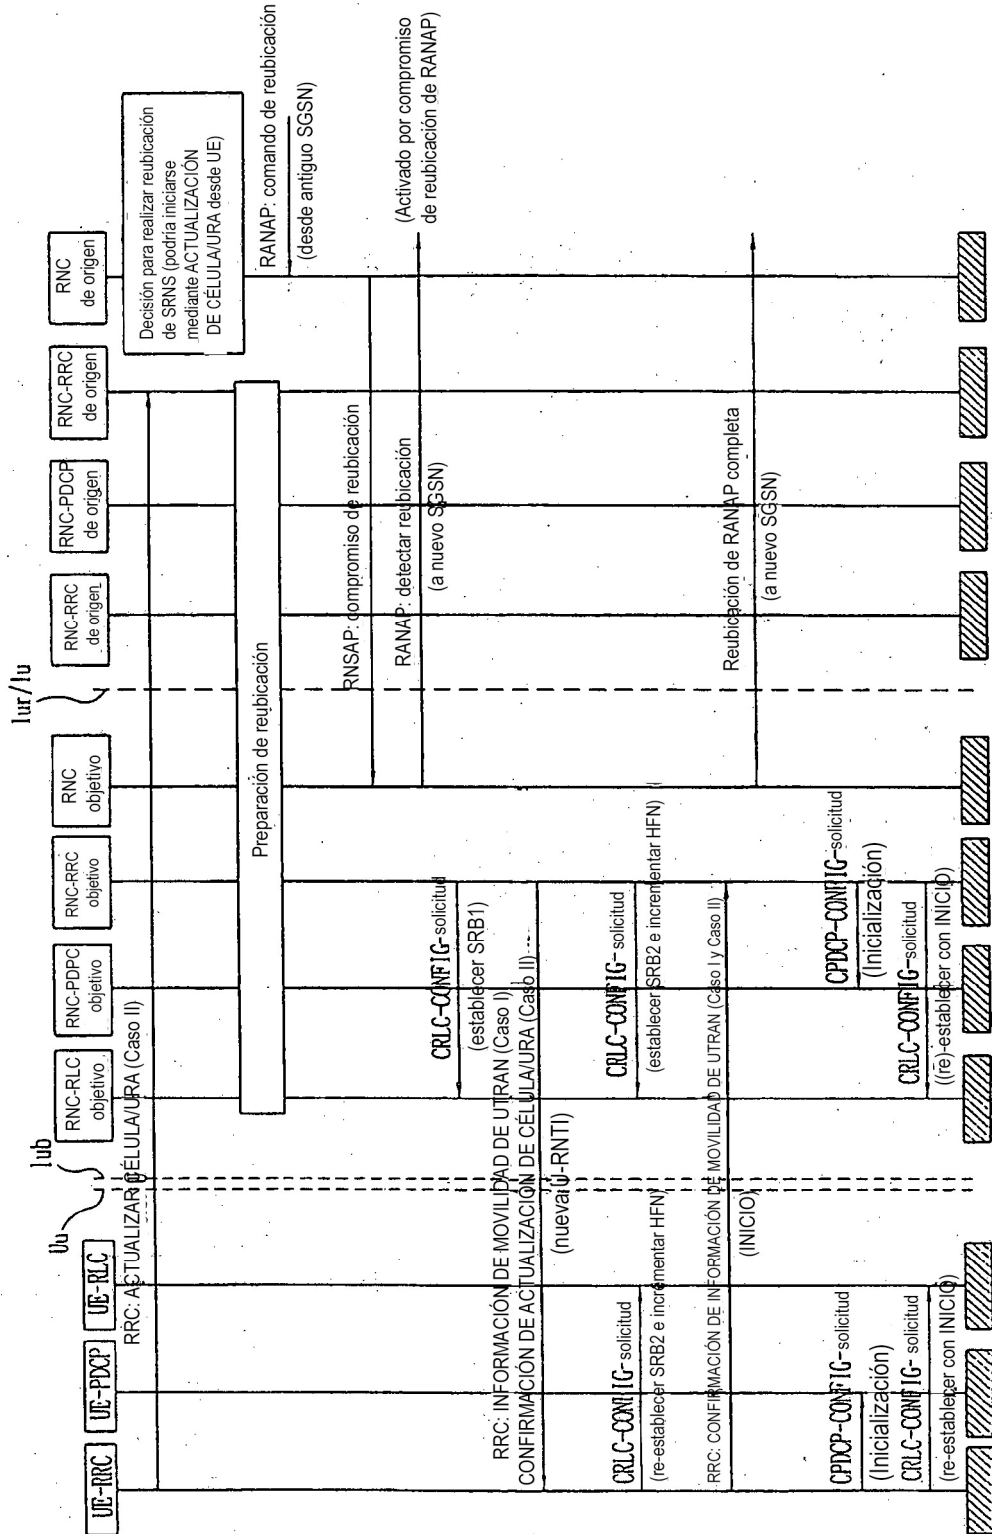 UE-RRC
UE-PDCP
UE-RLC
Uu
Iub
RNC-RLC
objetivo
RNC-PDPC
objetivo
RNC-RRC
objetivo
RNC
objetivo
Iur/Iu
RNC-RRC
de origen
RNC-PDCP
de origen
RNC-RRC
de origen
RNC
de origen
RRC: ACTUALIZAR CÉLULA/URA (Caso II)
Decisión para realizar reubicación
de SRNS (podría iniciarse
mediante ACTUALIZACIÓN
DE CÉLULA/URA desde UE)
Preparación de reubicación
RANAP: comando de reubicación
(desde antiguo SGSN)
RNSAP: compromiso de reubicación
RANAP: detectar reubicación
(a nuevo SGSN)
(Activado por compromiso
de reubicación de RANAP)
CRLC-CONFIG-solicitud
(establecer SRB1)
RRC: INFORMACIÓN DE MOVILIDAD DE UTRAN (Caso I)
CONFIRMACIÓN DE ACTUALIZACIÓN DE CÉLULA/URA (Caso II)
(nueva U-RNTI)
CRLC-CONFIG-solicitud
(re-establecer SRB2 e incrementar HFN)
CRLC-CONFIG-solicitud
(establecer SRB2 e incrementar HFN)
RRC: CONFIRMACIÓN DE INFORMACIÓN DE MOVILIDAD DE UTRAN (Caso I y Caso II)
(INICIO)
Reubicación de RANAP completa
(a nuevo SGSN)
CPDCP-CONFIG-solicitud
(Inicialización)
CRLC-CONFIG-solicitud
(re-establecer con INICIO)
CPDCP-CONFIG-solicitud
(Inicialización)
CRLC-CONFIG-solicitud
((re)-establecer con INICIO)